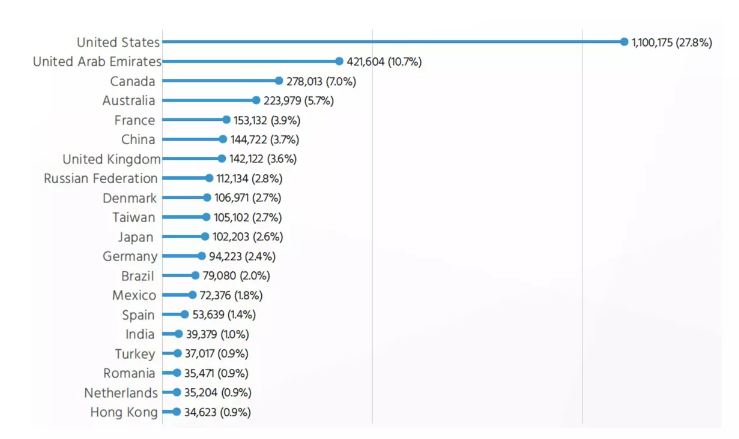 United States 1,100,175 (27.8%)
United Arab Emirates 421,604 (10.7%)
Canada 278,013 (7.0%)
Australia 223,979 (5.7%)
France 153,132 (3.9%)
China 144,722 (3.7%)
United Kingdom 142,122 (3.6%)
Russian Federation 112,134 (2.8%)
Denmark 106,971 (2.7%)
Taiwan 105,102 (2.7%)
Japan 102,203 (2.6%)
Germany 94,223 (2.4%)
Brazil 79,080 (2.0%)
Mexico 72,376 (1.8%)
Spain 53,639 (1.4%)
India 39,379 (1.0%)
Turkey 37,017 (0.9%)
Romania 35,471 (0.9%)
Netherlands 35,204 (0.9%)
Hong Kong 34,623 (0.9%)